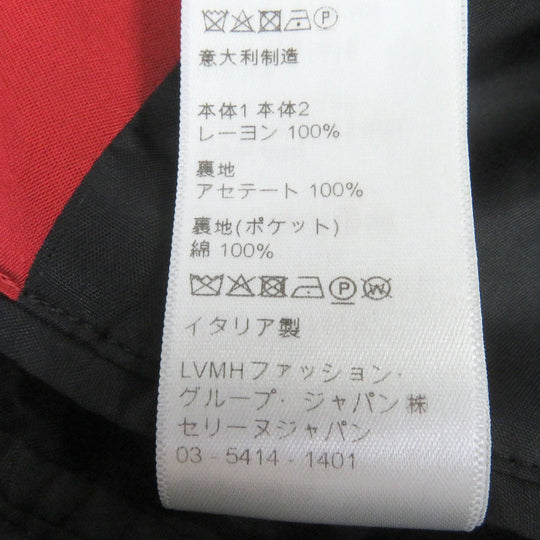 意大利制造
本体1 本体2
レーヨン 100%
裏地
アセテート 100%
裏地(ポケット)
綿 100%
イタリア製
LVMHファッション・
グループ・ジャパン㈱
セリーヌジャパン
03 - 5414 - 1401